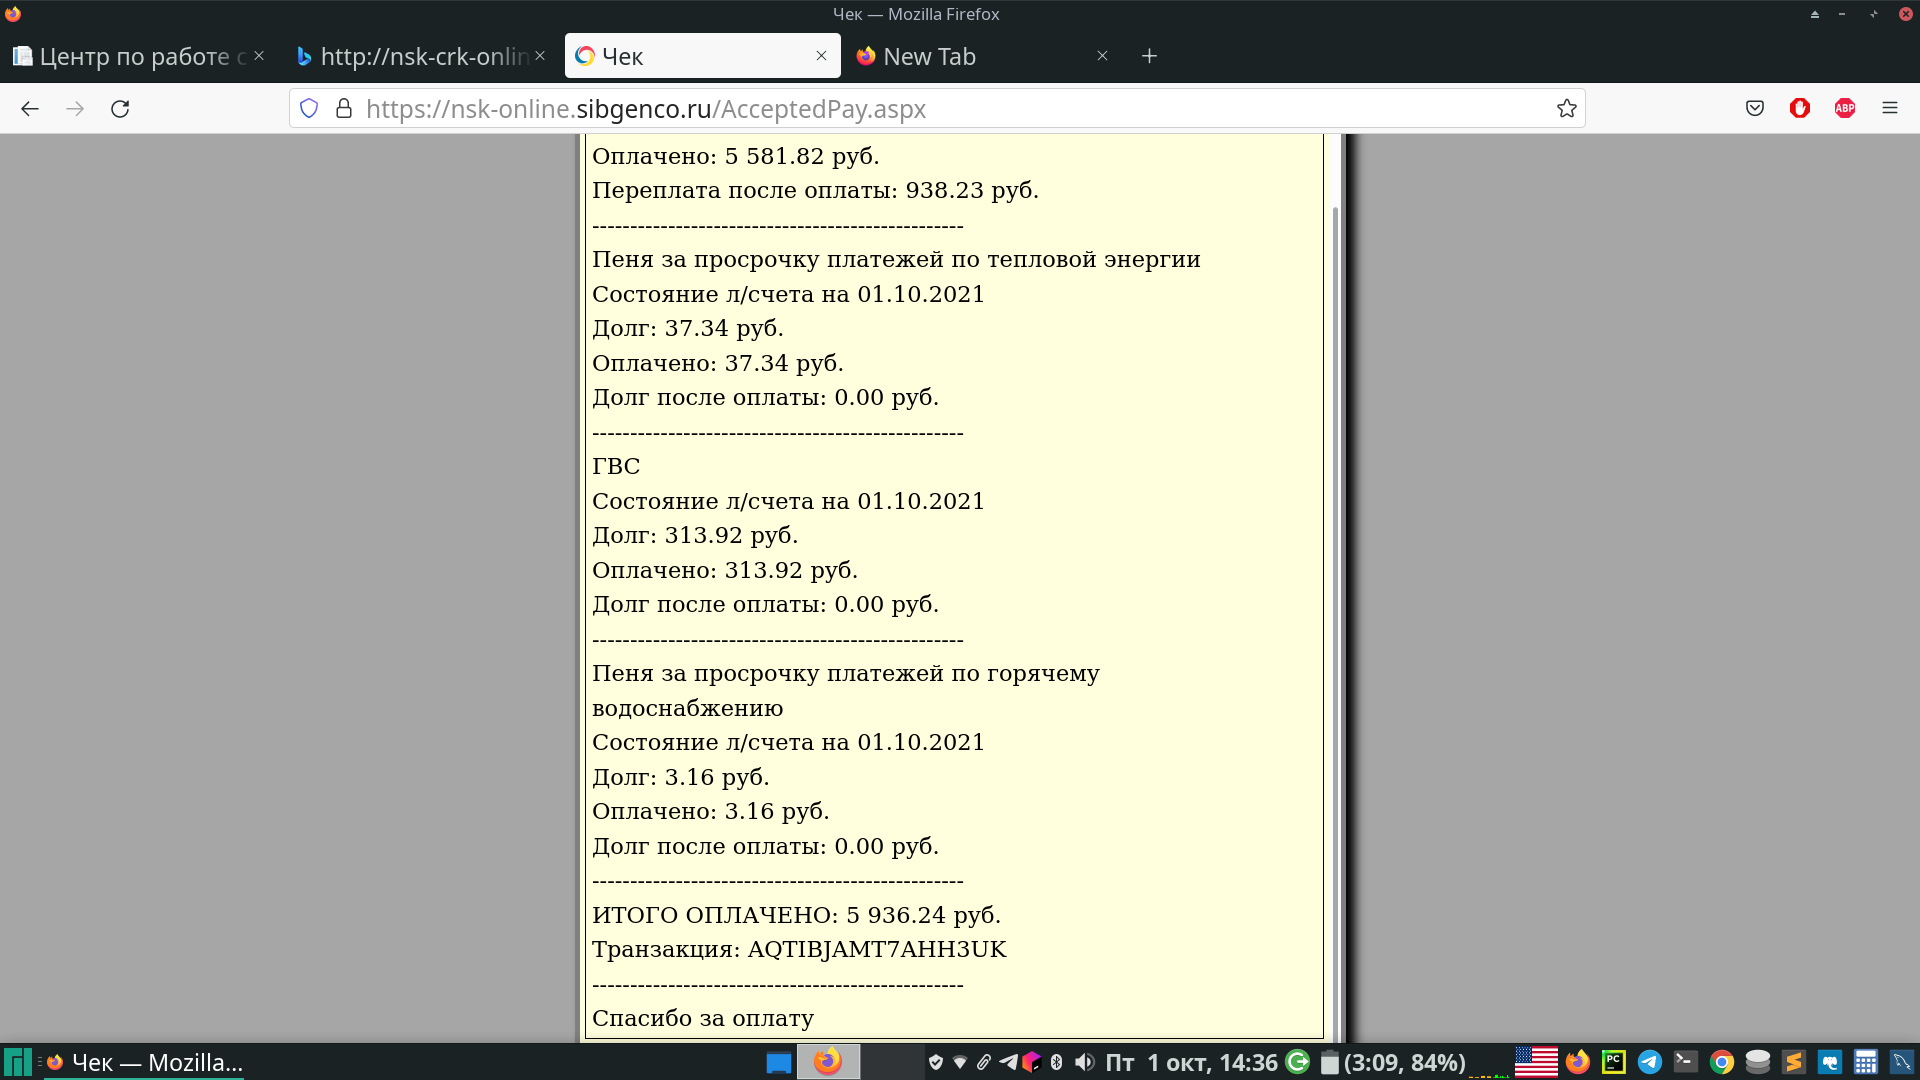 Чек — Mozilla Firefox
Центр по работе с
http://nsk-crk-onlin
Чек
New Tab
https://nsk-online.sibgenco.ru/AcceptedPay.aspx
ABP
Оплачено: 5 581.82 руб.
Переплата после оплаты: 938.23 руб.
-------------------------------------------------
Пеня за просрочку платежей по тепловой энергии
Состояние л/счета на 01.10.2021
Долг: 37.34 руб.
Оплачено: 37.34 руб.
Долг после оплаты: 0.00 руб.
-------------------------------------------------
ГВС
Состояние л/счета на 01.10.2021
Долг: 313.92 руб.
Оплачено: 313.92 руб.
Долг после оплаты: 0.00 руб.
-------------------------------------------------
Пеня за просрочку платежей по горячему
водоснабжению
Состояние л/счета на 01.10.2021
Долг: 3.16 руб.
Оплачено: 3.16 руб.
Долг после оплаты: 0.00 руб.
-------------------------------------------------
ИТОГО ОПЛАЧЕНО: 5 936.24 руб.
Транзакция: AQTIBJAMT7AHH3UK
-------------------------------------------------
Спасибо за оплату
Чек — Mozilla...
Пт 1 окт, 14:36
(3:09, 84%)
PC